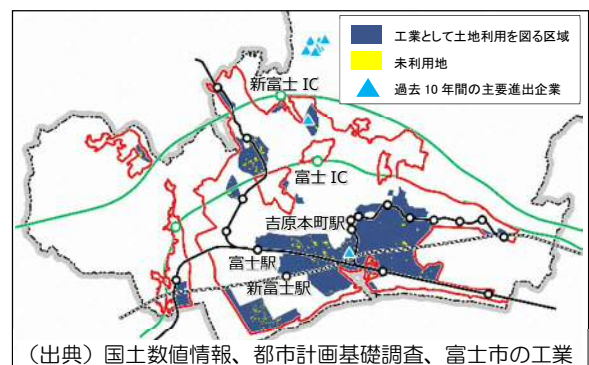 工業として土地利用を図る区域
未利用地
過去 10 年間の主要進出企業
新富士 IC
富士 IC
吉原本町駅
富士駅
新富士駅
（出典）国土数値情報、都市計画基礎調査、富士市の工業